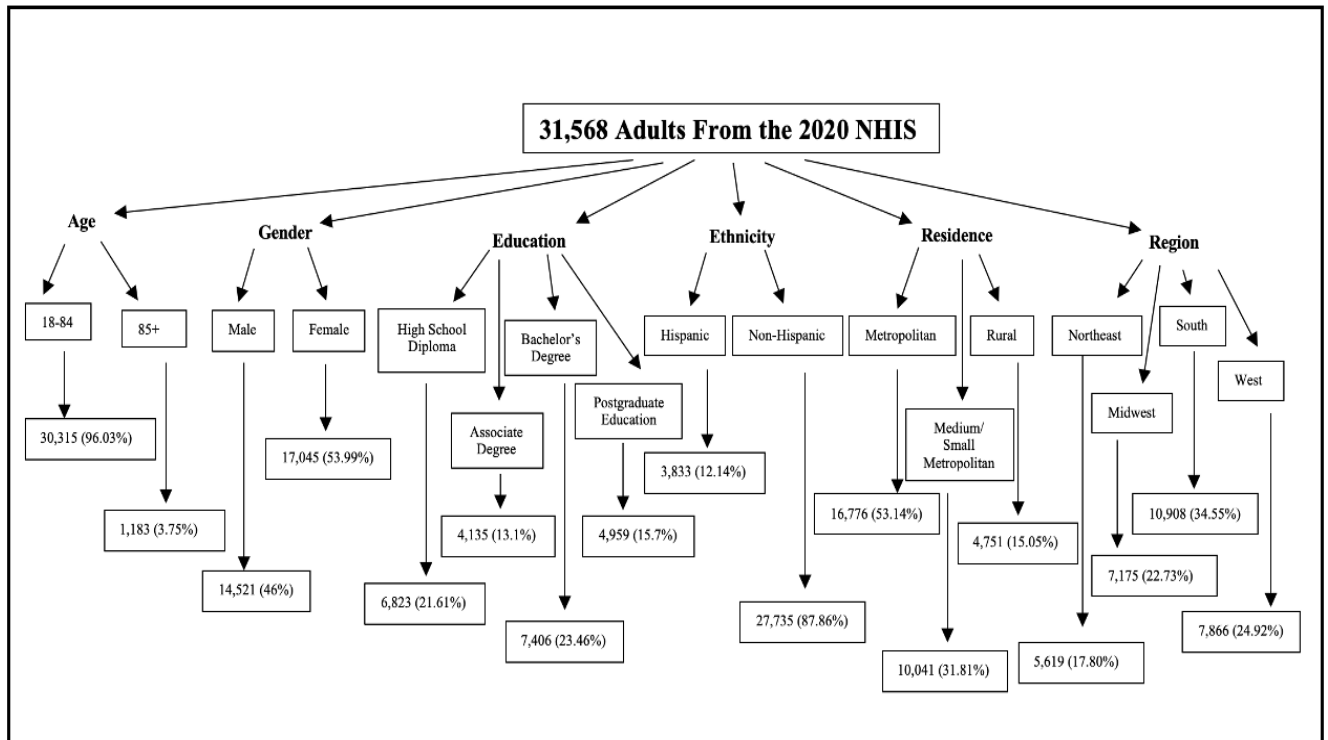 31,568 Adults From the 2020 NHIS
Age
Gender
Education
Ethnicity
Residence
Region
18-84
85+
Male
Female
High School
Diploma
Bachelor's
Degree
Hispanic
Non-Hispanic
Metropolitan
Rural
Northeast
South
West
Associate
Degree
Postgraduate
Education
Medium/
Small
Metropolitan
Midwest
30,315 (96.03%)
17,045 (53.99%)
3,833 (12.14%)
1,183 (3.75%)
4,135 (13.1%)
4,959 (15.7%)
16,776 (53.14%)
4,751 (15.05%)
10,908 (34.55%)
14,521 (46%)
6,823 (21.61%)
7,406 (23.46%)
27,735 (87.86%)
10,041 (31.81%)
5,619 (17.80%)
7,175 (22.73%)
7,866 (24.92%)